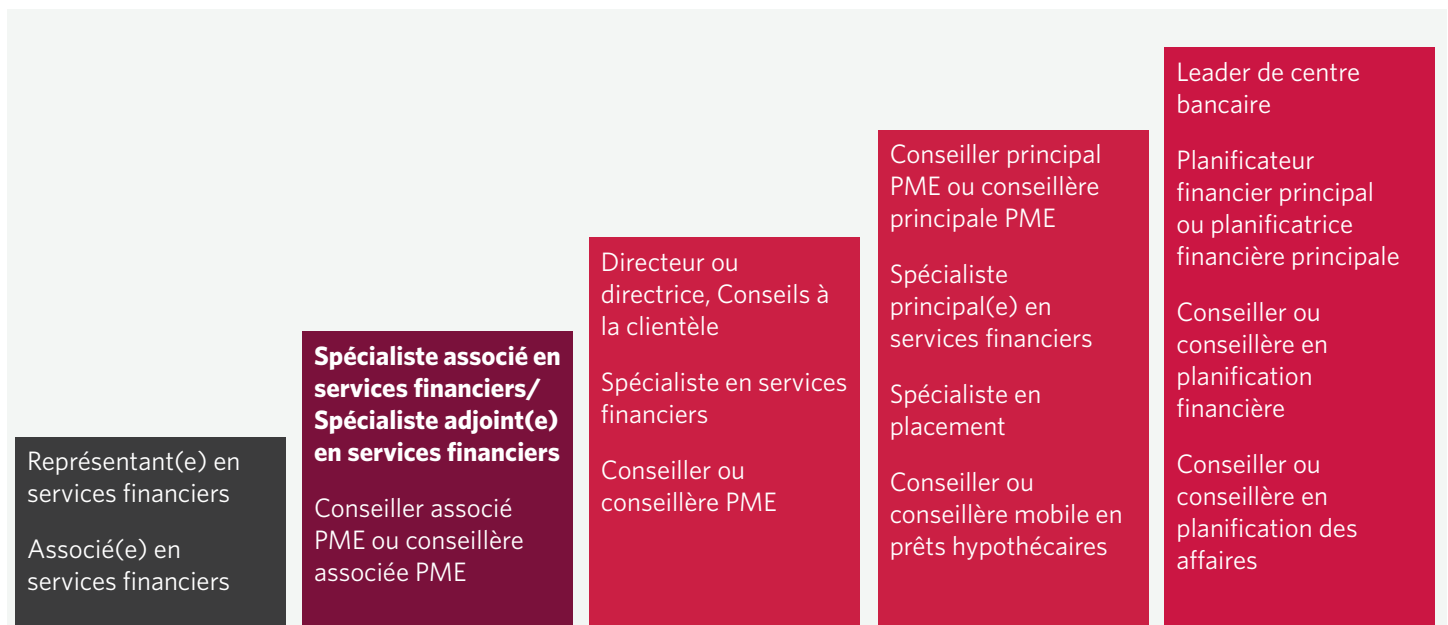 Représentant(e) en
services financiers
Associé(e) en
services financiers
Spécialiste associé en
services financiers/
Spécialiste adjoint(e)
en services financiers
Conseiller associé
PME ou conseillère
associée PME
Directeur ou
directrice, Conseils à
la clientèle
Spécialiste en services
financiers
Conseiller ou
conseillère PME
Conseiller principal
PME ou conseillère
principale PME
Spécialiste
principal(e) en
services financiers
Spécialiste en
placement
Conseiller ou
conseillère mobile en
prêts hypothécaires
Leader de centre
bancaire
Planificateur
financier principal
ou planificatrice
financière principale
Conseiller ou
conseillère en
planification
financière
Conseiller ou
conseillère en
planification des
affaires